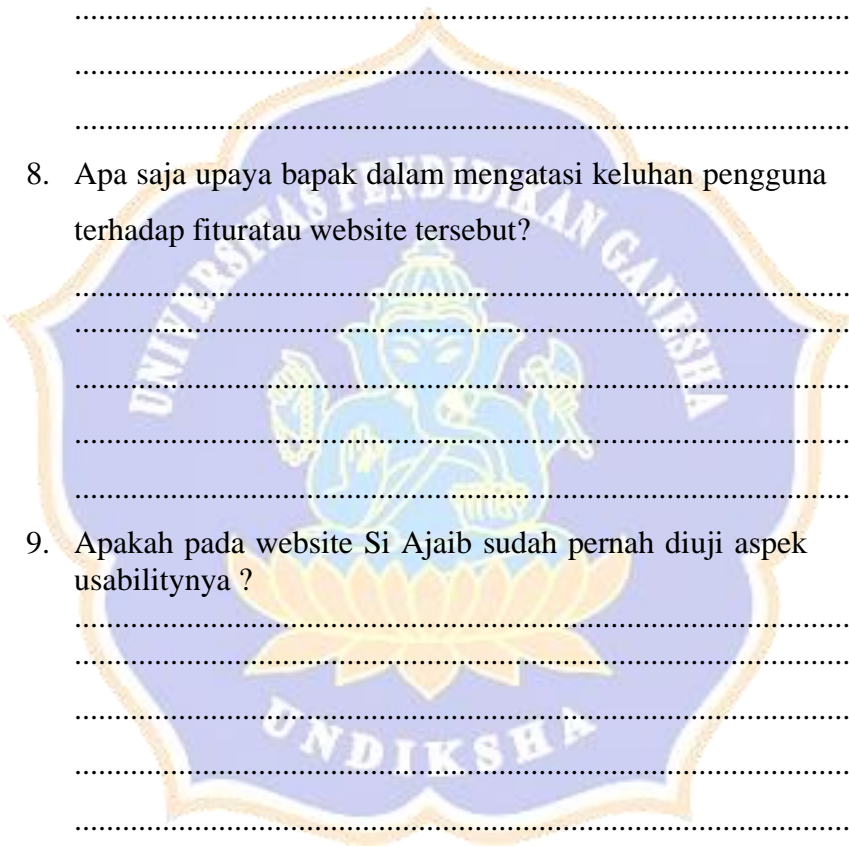 ................................................................................
................................................................................
................................................................................
8. Apa saja upaya bapak dalam mengatasi keluhan pengguna
terhadap fituratau website tersebut?
................................................................................
................................................................................
................................................................................
................................................................................
................................................................................
9. Apakah pada website Si Ajaib sudah pernah diuji aspek
usabilitynya ?
................................................................................
................................................................................
................................................................................
................................................................................
................................................................................
UNIVERSITAS PENDIDIKAN GANESHA
UNDIKSHA